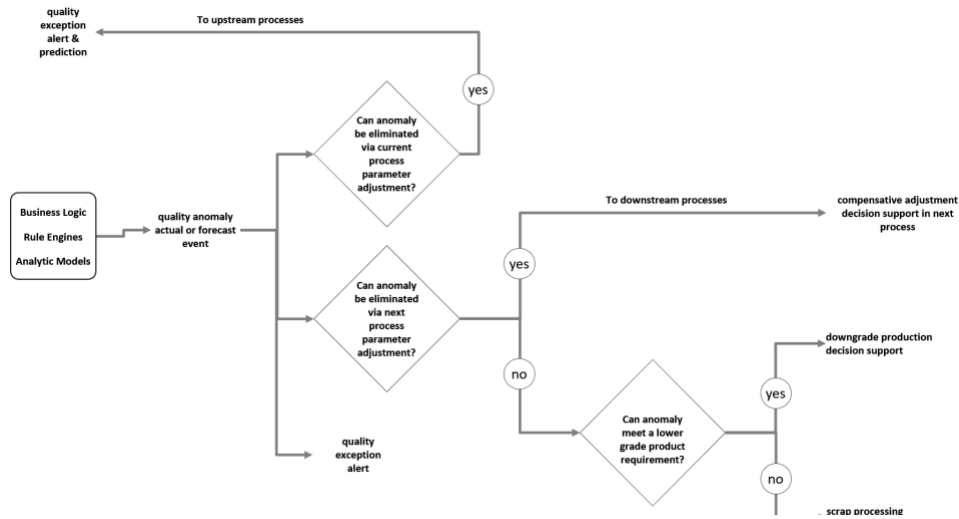 quality
exception
alert &
prediction
To upstream processes
yes
Can anomaly
be eliminated
via current
process
parameter
adjustment?
Business Logic
Rule Engines
Analytic Models
quality anomaly
actual or forecast
event
To downstream processes
compensative adjustment
decision support in next
process
yes
Can anomaly
be eliminated
via next
process
parameter
adjustment?
no
downgrade production
decision support
yes
Can anomaly
meet a lower
grade product
requirement?
quality
exception
alert
no
scrap processing